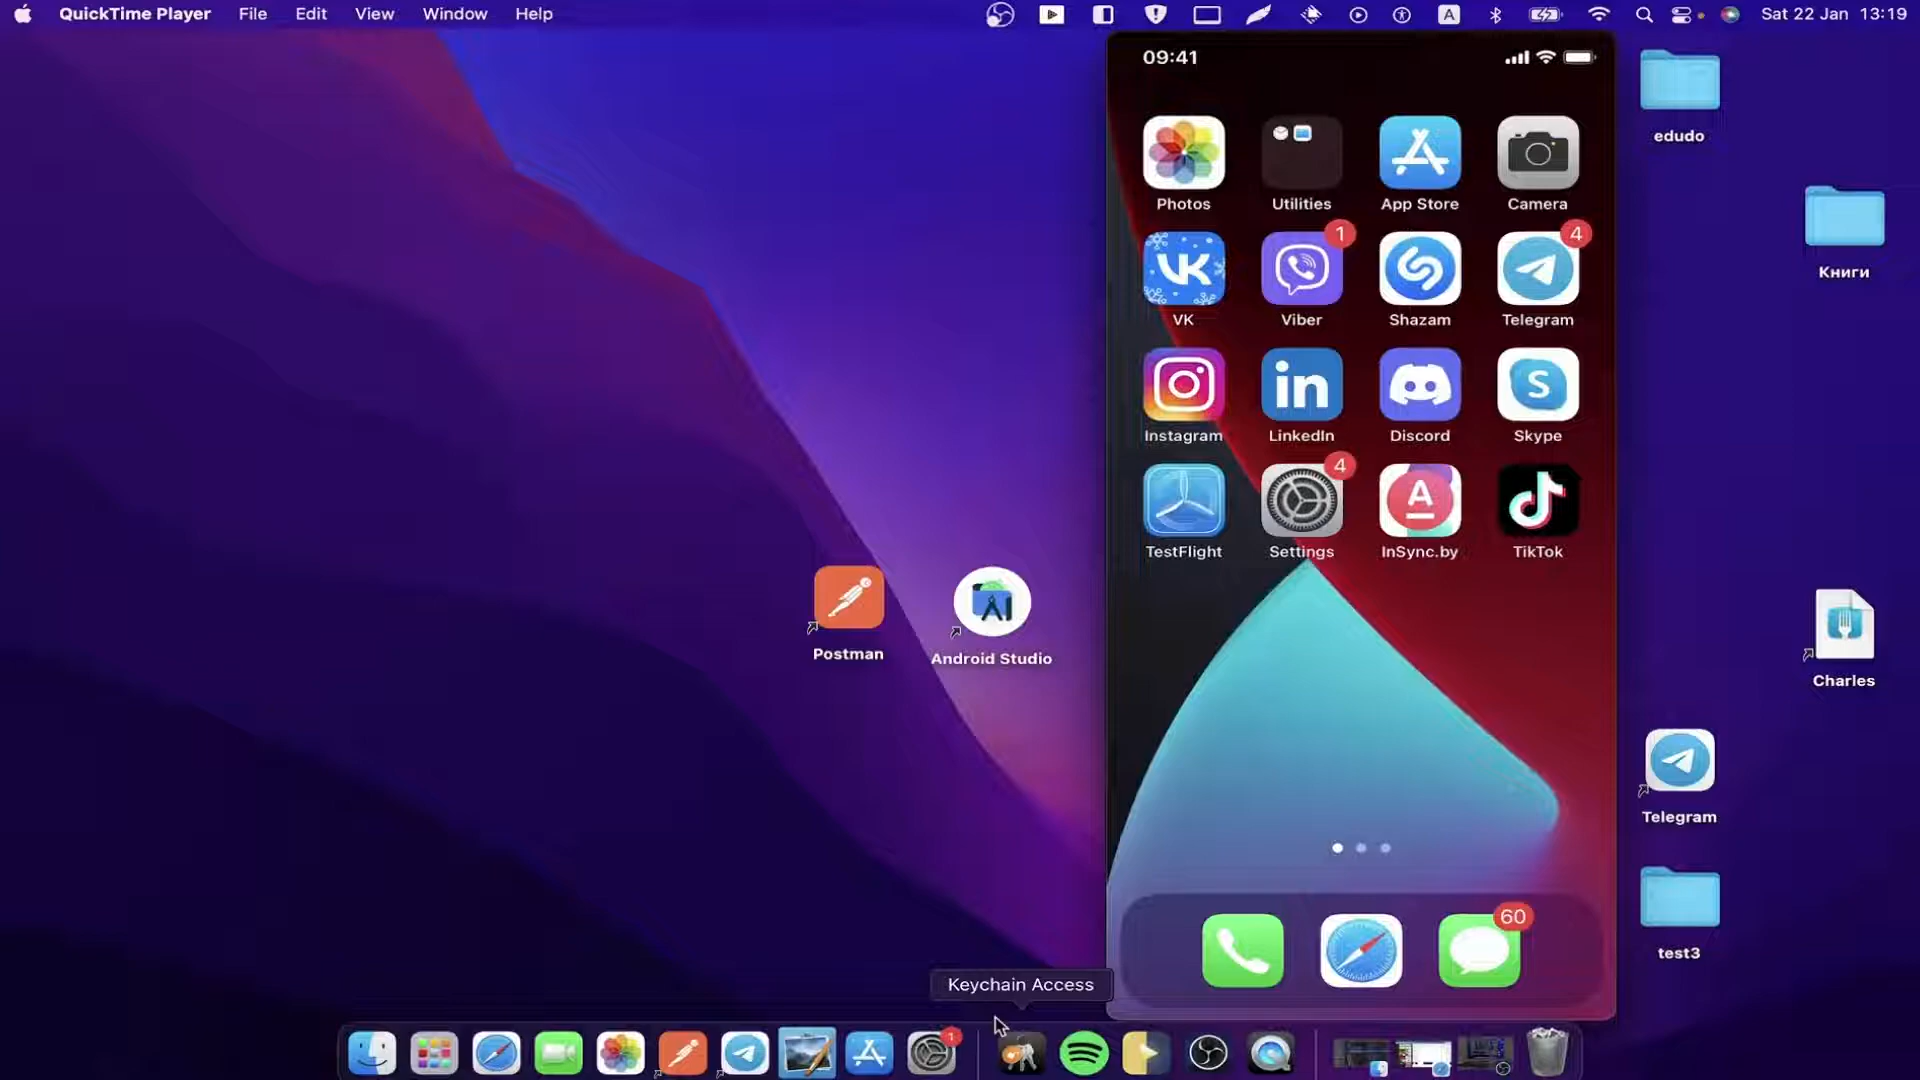 QuickTime Player File Edit View Window Help A Sat 22 Jan 13:19
09:41
Photos Utilities App Store Camera
1 4
VK Viber Shazam Telegram
in S
Instagram LinkedIn Discord Skype
4
A
TestFlight Settings InSync.by TikTok
60
edudo
Книги
Postman Android Studio
Charles
Telegram
test3
Keychain Access
1